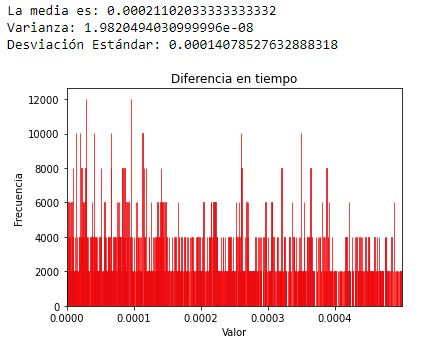 La media es: 0.00021102033333333332
Varianza: 1.9820494030999996e-08
Desviación Estándar: 0.00014078527632888318
Diferencia en tiempo
12000
10000
8000
6000
4000
2000
0
Frecuencia
0.0000 0.0001 0.0002 0.0003 0.0004
Valor